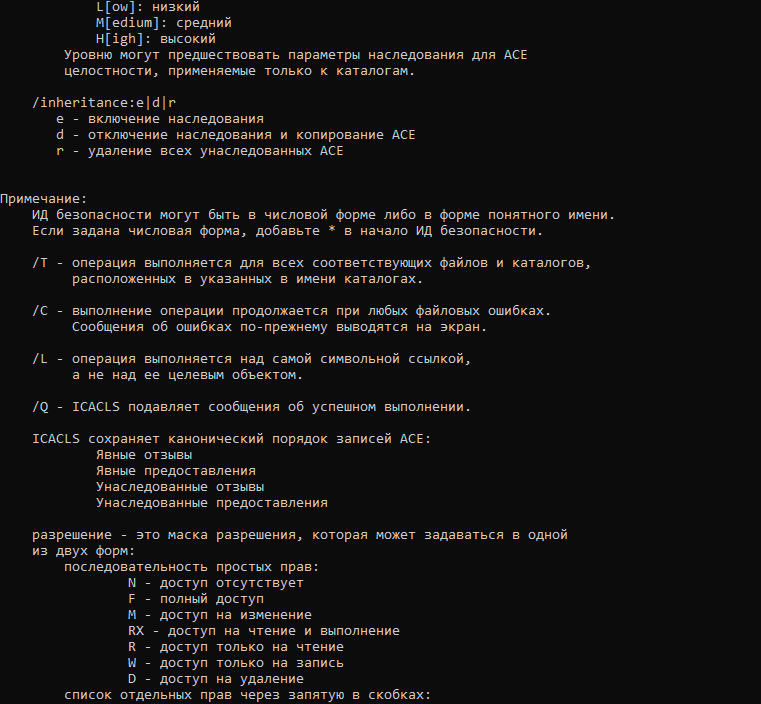 L[ow]: низкий
M[edium]: средний
H[igh]: высокий
Уровню могут предшествовать параметры наследования для ACE
целостности, применяемые только к каталогам.
/inheritance:e|d|r
e - включение наследования
d - отключение наследования и копирование ACE
r - удаление всех унаследованных ACE
Примечание:
ИД безопасности могут быть в числовой форме либо в форме понятного имени.
Если задана числовая форма, добавьте * в начало ИД безопасности.
/T - операция выполняется для всех соответствующих файлов и каталогов,
расположенных в указанных в имени каталогах.
/C - выполнение операции продолжается при любых файловых ошибках.
Сообщения об ошибках по-прежнему выводятся на экран.
/L - операция выполняется над самой символьной ссылкой,
а не над ее целевым объектом.
/Q - ICACLS подавляет сообщения об успешном выполнении.
ICACLS сохраняет канонический порядок записей ACE:
Явные отзывы
Явные предоставления
Унаследованные отзывы
Унаследованные предоставления
разрешение - это маска разрешения, которая может задаваться в одной
из двух форм:
последовательность простых прав:
N - доступ отсутствует
F - полный доступ
M - доступ на изменение
RX - доступ на чтение и выполнение
R - доступ только на чтение
W - доступ только на запись
D - доступ на удаление
список отдельных прав через запятую в скобках: